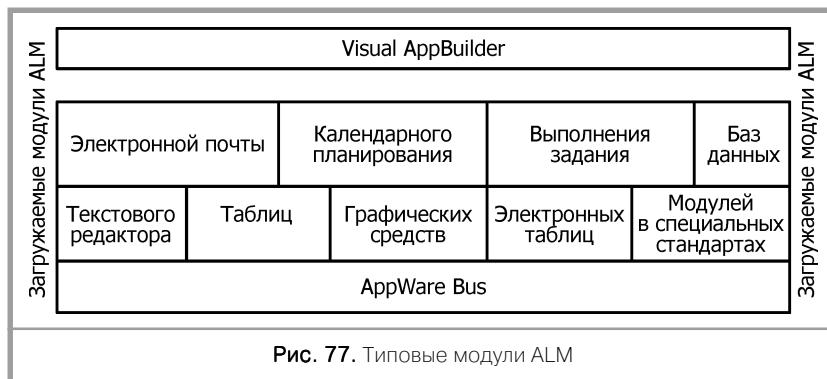 Загружаемые модули ALM
Visual AppBuilder
Электронной почты
Календарного
планирования
Выполнения
задания
Баз
данных
Текстового
редактора
Таблиц
Графических
средств
Электронных
таблиц
Модулей
в специальных
стандартах
AppWare Bus
Загружаемые модули ALM
Рис. 77. Типовые модули ALM